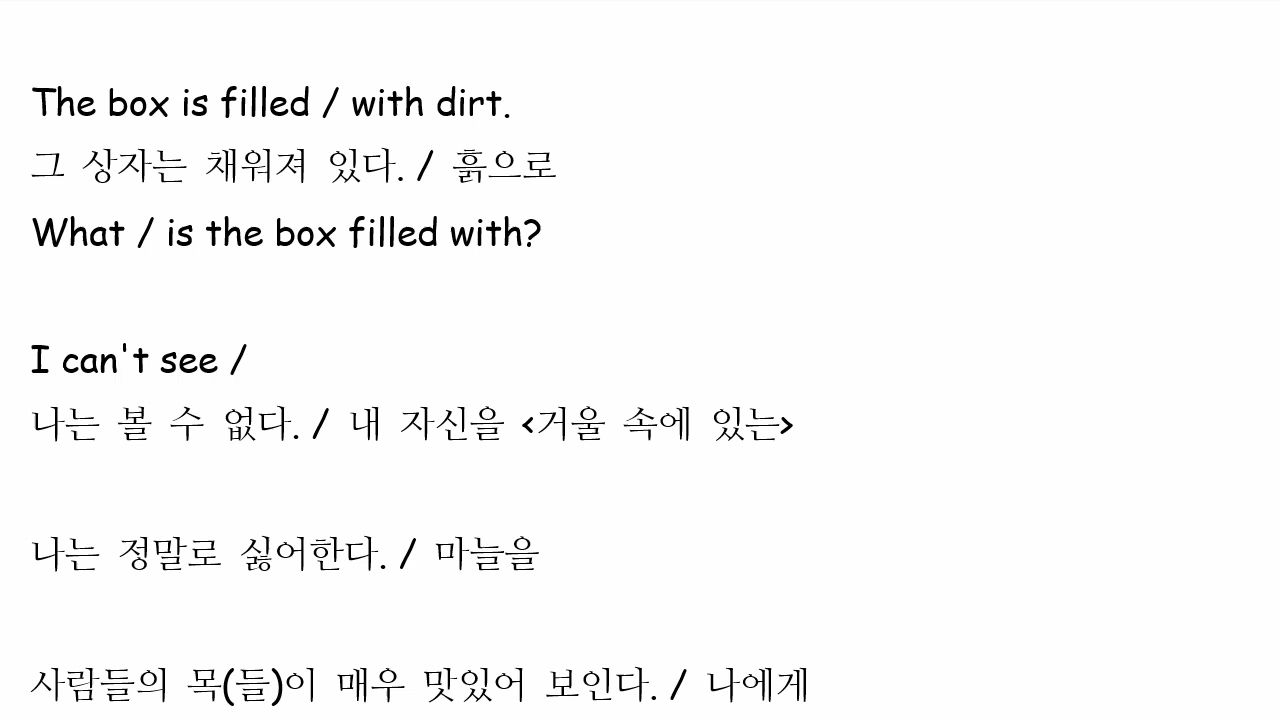 The box is filled / with dirt.
그 상자는 채워져 있다. / 흙으로
What / is the box filled with?
I can't see /
나는 볼 수 없다. / 내 자신을 <거울 속에 있는>
나는 정말로 싫어한다. / 마늘을
사람들의 목(들)이 매우 맛있어 보인다. / 나에게